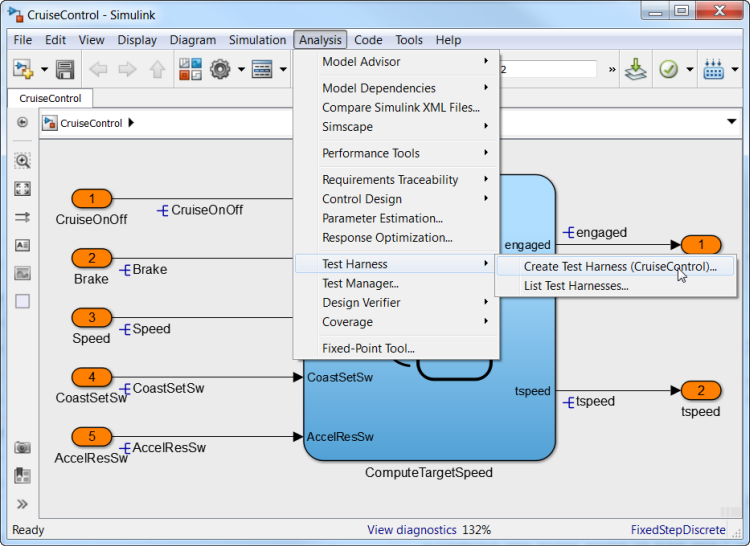 CruiseControl - Simulink
File Edit View Display Diagram Simulation Analysis Code Tools Help
2 »
CruiseControl
CruiseControl
Model Advisor
Model Dependencies
Compare Simulink XML Files...
Simscape
Performance Tools
Requirements Traceability
Control Design
Parameter Estimation...
Response Optimization...
Test Harness
Test Manager...
Design Verifier
Coverage
Fixed-Point Tool...
Create Test Harness (CruiseControl)...
List Test Harnesses...
1
CruiseOnOff
CruiseOnOff
2
Brake
Brake
3
Speed
Speed
4
CoastSetSw
CoastSetSw
CoastSetSw
5
AccelResSw
AccelResSw
AccelResSw
engaged
engaged
1
tspeed
tspeed
2
tspeed
ComputeTargetSpeed
»
Ready View diagnostics 132% FixedStepDiscrete